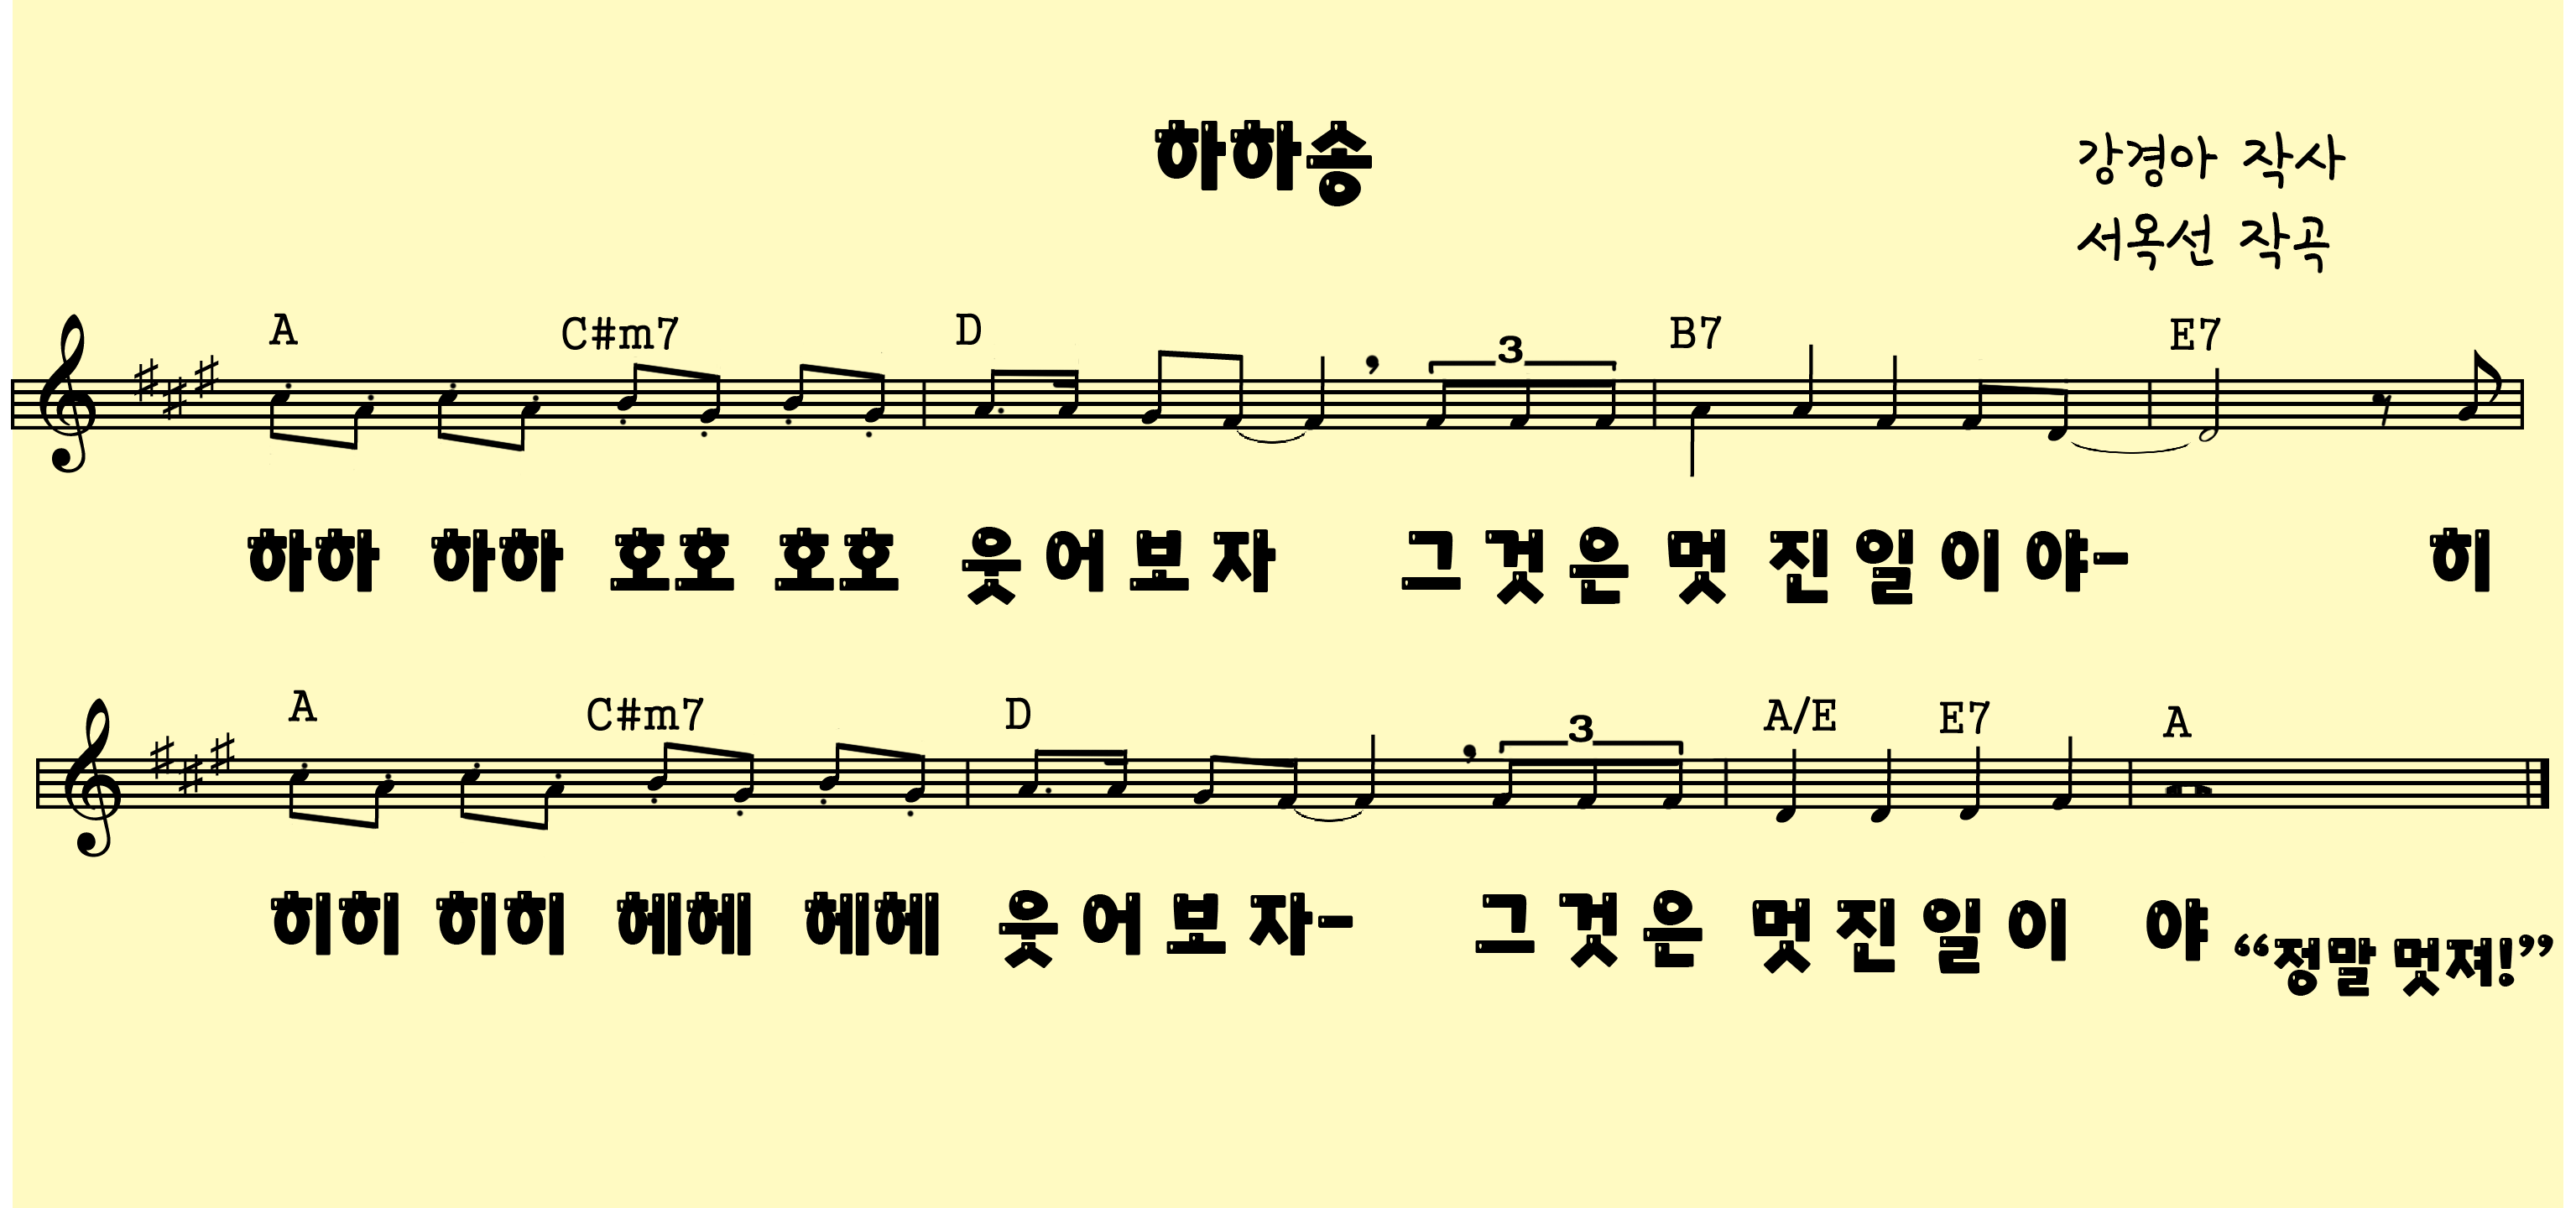 하하송
강경아 작사
서옥선 작곡
A C#m7 D 3 B7 E7
하하 하하 호호 호호 웃어보자 그것은 멋진일이야- 히
A C#m7 D 3 A/E E7 A
히히 히히 헤헤 헤헤 웃어보자- 그것은 멋진일이 야 “정말 멋져!”